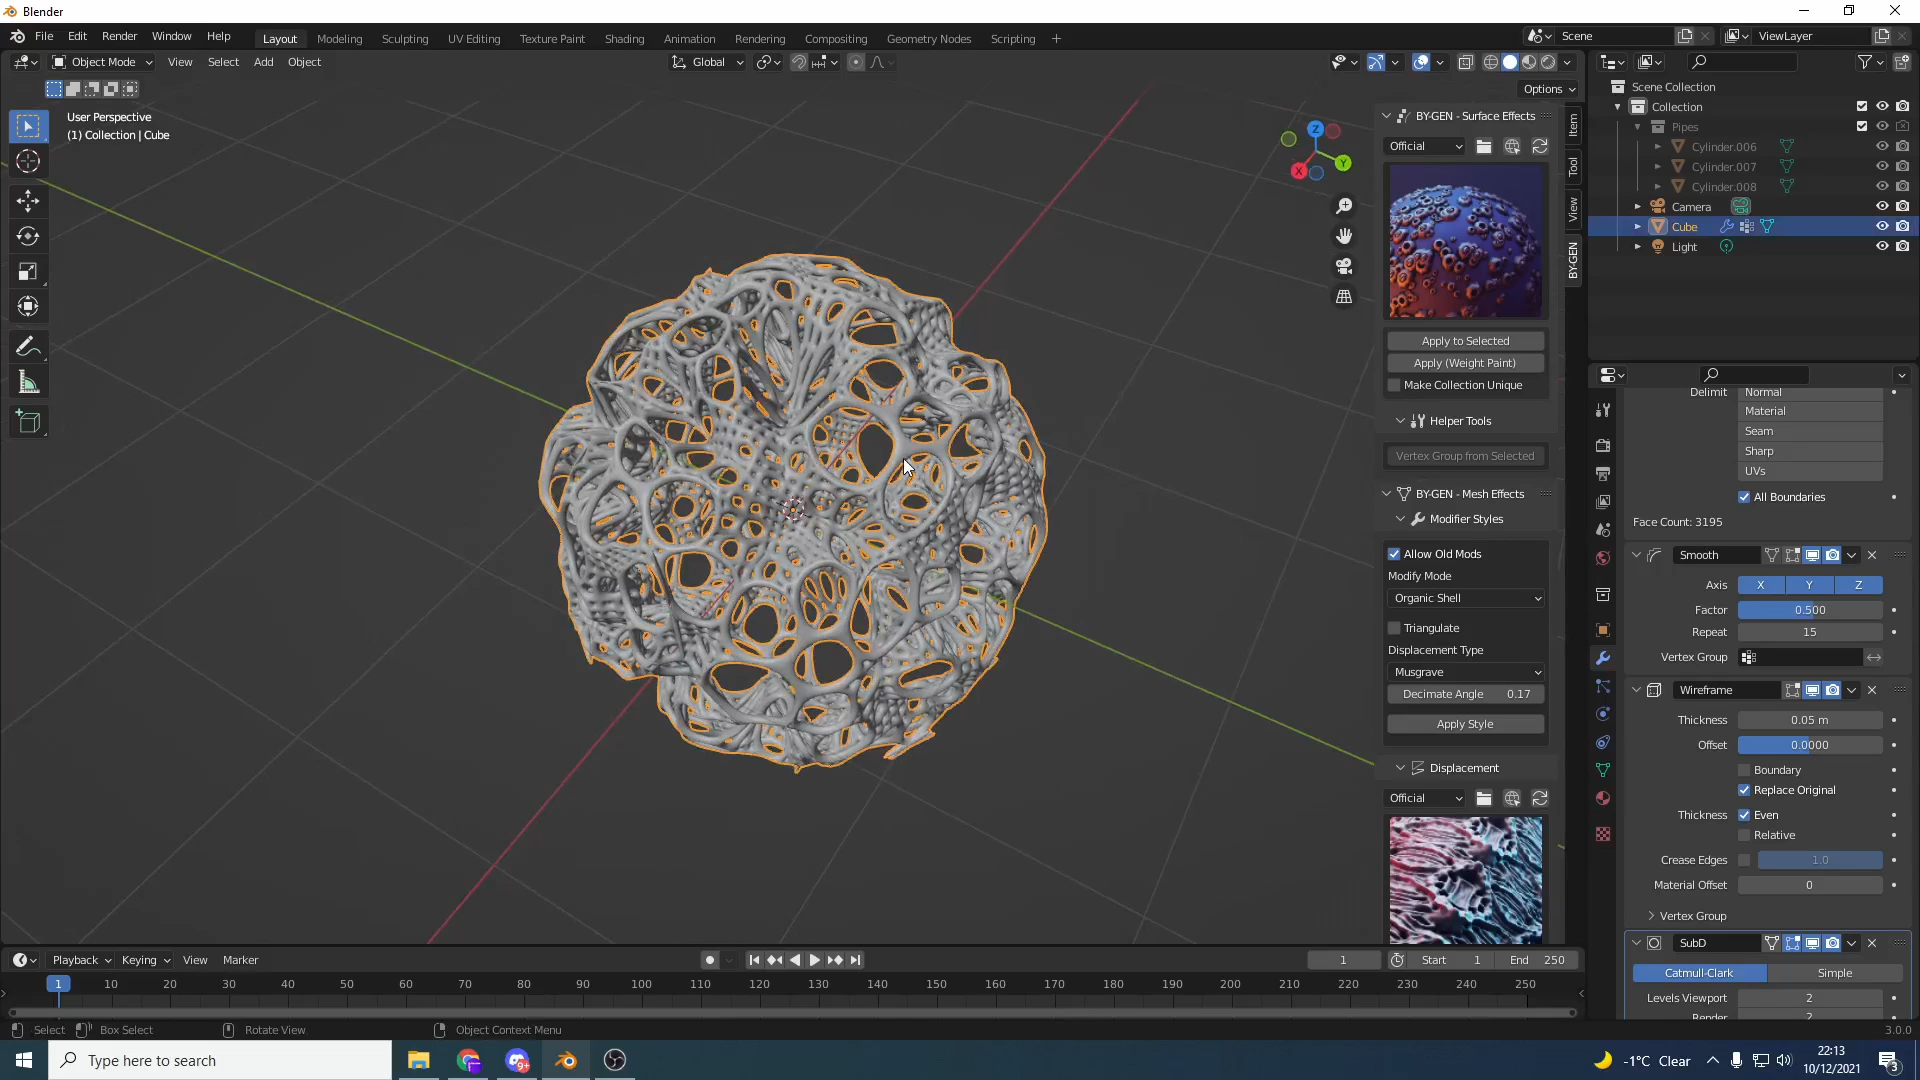 Blender
File Edit Render Window Help
Layout Modeling Sculpting UV Editing Texture Paint Shading Animation Rendering Compositing Geometry Nodes Scripting +
Scene ViewLayer
Object Mode View Select Add Object
Global
Options
User Perspective
(1) Collection | Cube
Z
Y
X
Item
Tool
View
BY-GEN
BY-GEN - Surface Effects
Official
Apply to Selected
Apply (Weight Paint)
Make Collection Unique
Helper Tools
Vertex Group from Selected
BY-GEN - Mesh Effects
Modifier Styles
Allow Old Mods
Modify Mode
Organic Shell
Triangulate
Displacement Type
Musgrave
Decimate Angle 0.17
Apply Style
Displacement
Official
Scene Collection
Collection
Pipes
Cylinder.006
Cylinder.007
Cylinder.008
Camera
Cube
Light
Delimit Normal
Material
Seam
Sharp
UVs
All Boundaries
Face Count: 3195
Smooth
Axis X Y Z
Factor 0.500
Repeat 15
Vertex Group
Wireframe
Thickness 0.05 m
Offset 0.0000
Boundary
Replace Original
Thickness Even
Relative
Crease Edges 1.0
Material Offset 0
Vertex Group
SubD
Catmull-Clark Simple
Levels Viewport 2
Render 2
Playback Keying View Marker
1 Start 1 End 250
1 10 20 30 40 50 60 70 80 90 100 110 120 130 140 150 160 170 180 190 200 210 220 230 240 250
Select Box Select Rotate View Object Context Menu
3.0.0
Type here to search
9+
-1°C Clear
22:13
10/12/2021
3